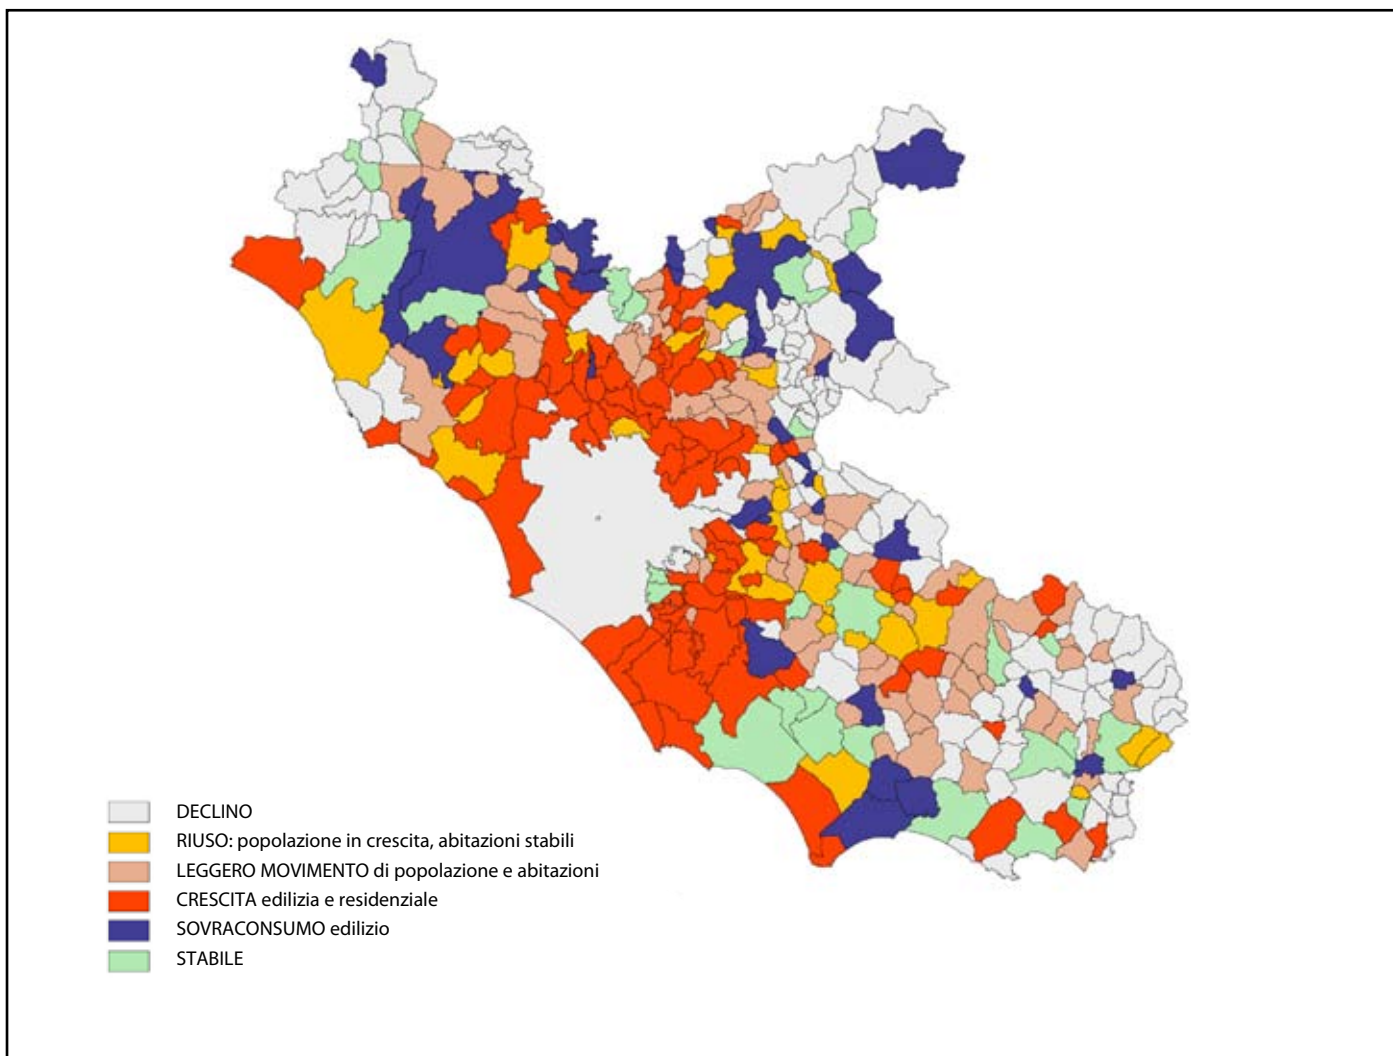 DECLINO
RIUSO: popolazione in crescita, abitazioni stabili
LEGGERO MOVIMENTO di popolazione e abitazioni
CRESCITA edilizia e residenziale
SOVRACONSUMO edilizio
STABILE